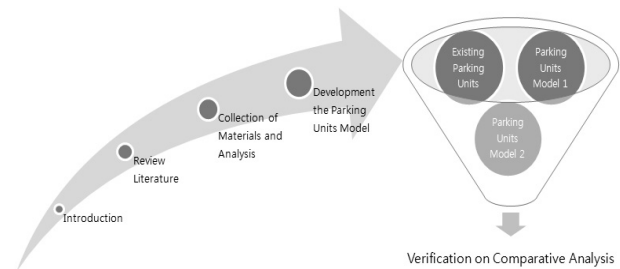 Introduction
Review
Literature
Collection of
Materials and
Analysis
Development
the Parking
Units Model
Existing
Parking
Units
Parking
Units
Model 1
Parking
Units
Model 2
Verification on Comparative Analysis